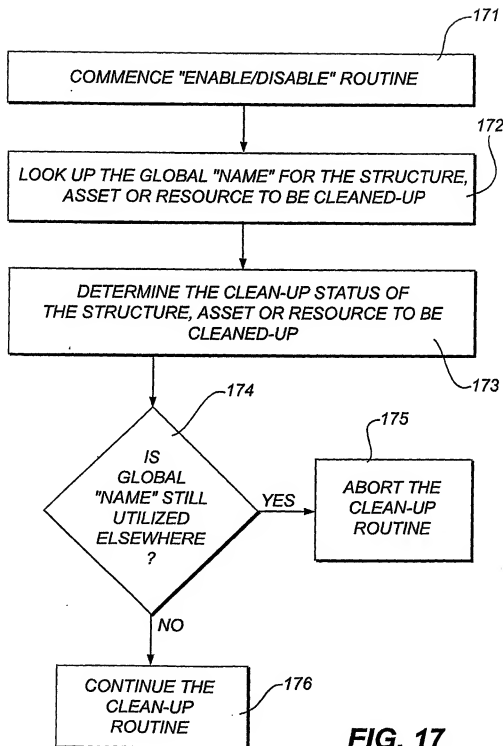 171
COMMENCE "ENABLE/DISABLE" ROUTINE
172
LOOK UP THE GLOBAL "NAME" FOR THE STRUCTURE,
ASSET OR RESOURCE TO BE CLEANED-UP
DETERMINE THE CLEAN-UP STATUS OF
THE STRUCTURE, ASSET OR RESOURCE TO BE
CLEANED-UP
173
174
IS
GLOBAL
"NAME" STILL
UTILIZED
ELSEWHERE
?
YES
175
ABORT THE
CLEAN-UP
ROUTINE
NO
CONTINUE THE
CLEAN-UP
ROUTINE
176
FIG. 17